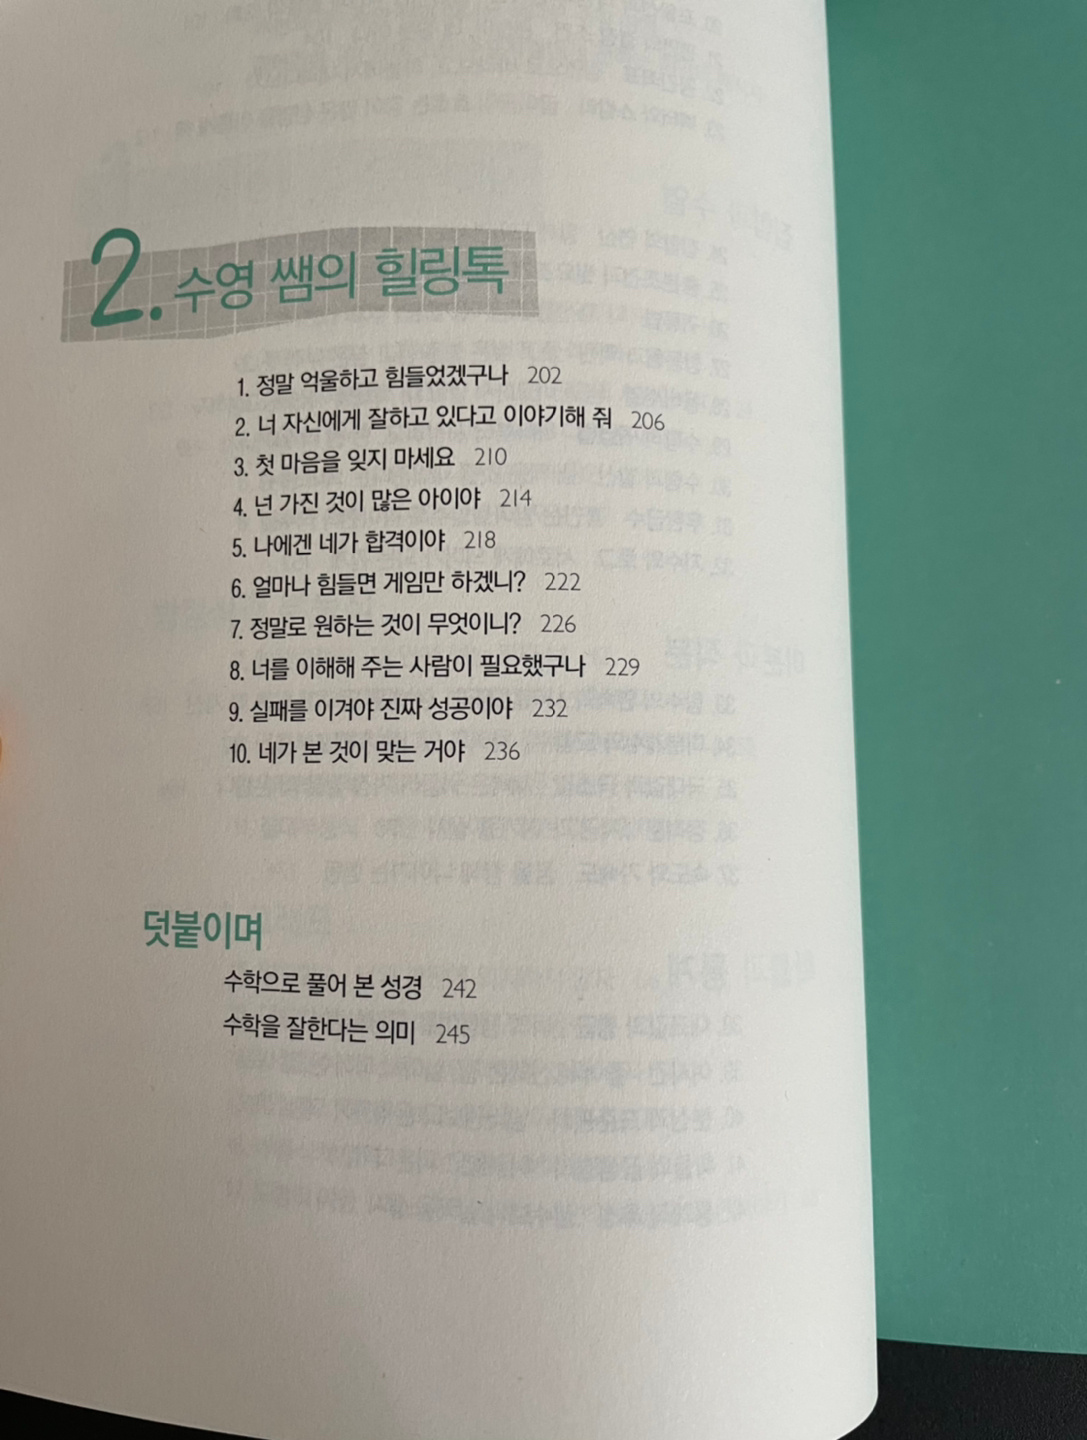 2. 수영 쌤의 힐링톡
1. 정말 억울하고 힘들었겠구나 202
2. 너 자신에게 잘하고 있다고 이야기해 줘 206
3. 첫 마음을 잊지 마세요 210
4. 넌 가진 것이 많은 아이야 214
5. 나에겐 네가 합격이야 218
6. 얼마나 힘들면 게임만 하겠니? 222
7. 정말로 원하는 것이 무엇이니? 226
8. 너를 이해해 주는 사람이 필요했구나 229
9. 실패를 이겨야 진짜 성공이야 232
10. 네가 본 것이 맞는 거야 236
덧붙이며
수학으로 풀어 본 성경 242
수학을 잘한다는 의미 245